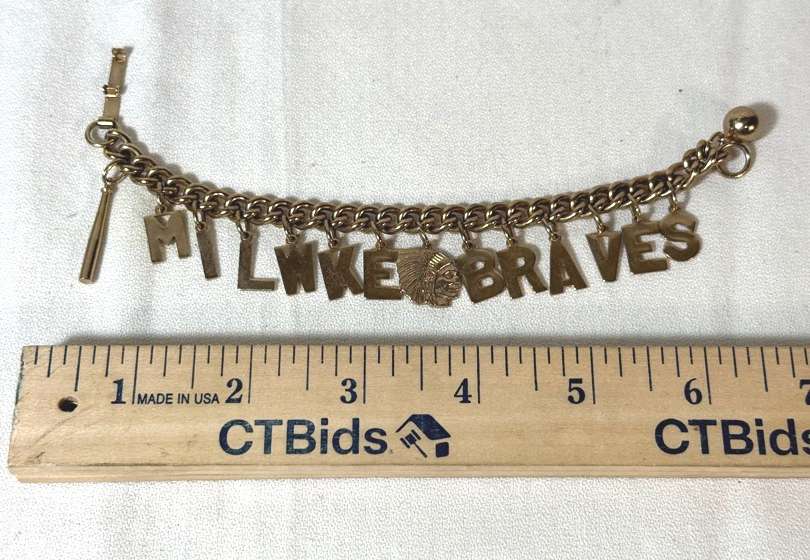 MILWKE BRAVES
1 MADE IN USA 2 3 4 5 6 7
CTBids. CTBids